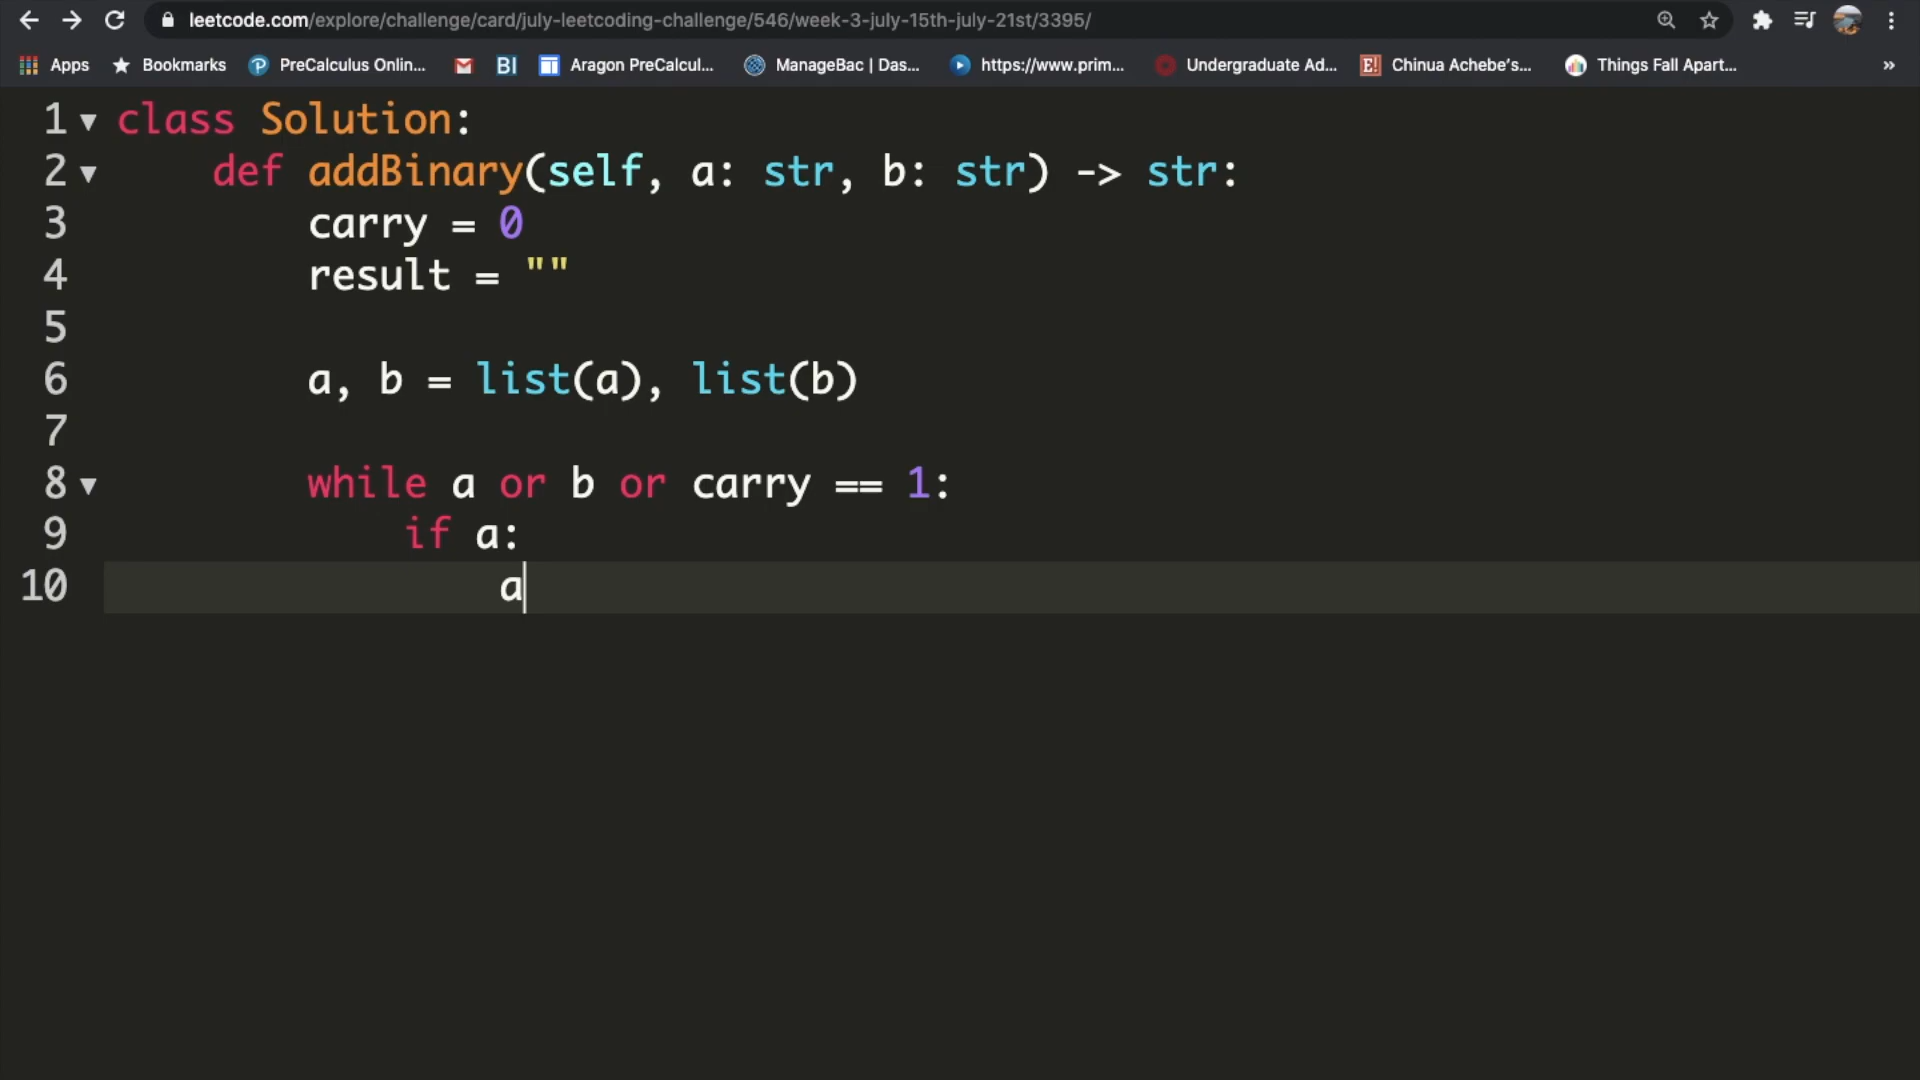 leetcode.com/explore/challenge/card/july-leetcoding-challenge/546/week-3-july-15th-july-21st/3395/
Apps Bookmarks PreCalculus Onlin... BI Aragon PreCalcul... ManageBac | Das... https://www.prim... Undergraduate Ad... E! Chinua Achebe's... Things Fall Apart... »
1 class Solution:
2 def addBinary(self, a: str, b: str) -> str:
3 carry = 0
4 result = ""
5
6 a, b = list(a), list(b)
7
8 while a or b or carry == 1:
9 if a:
10 a